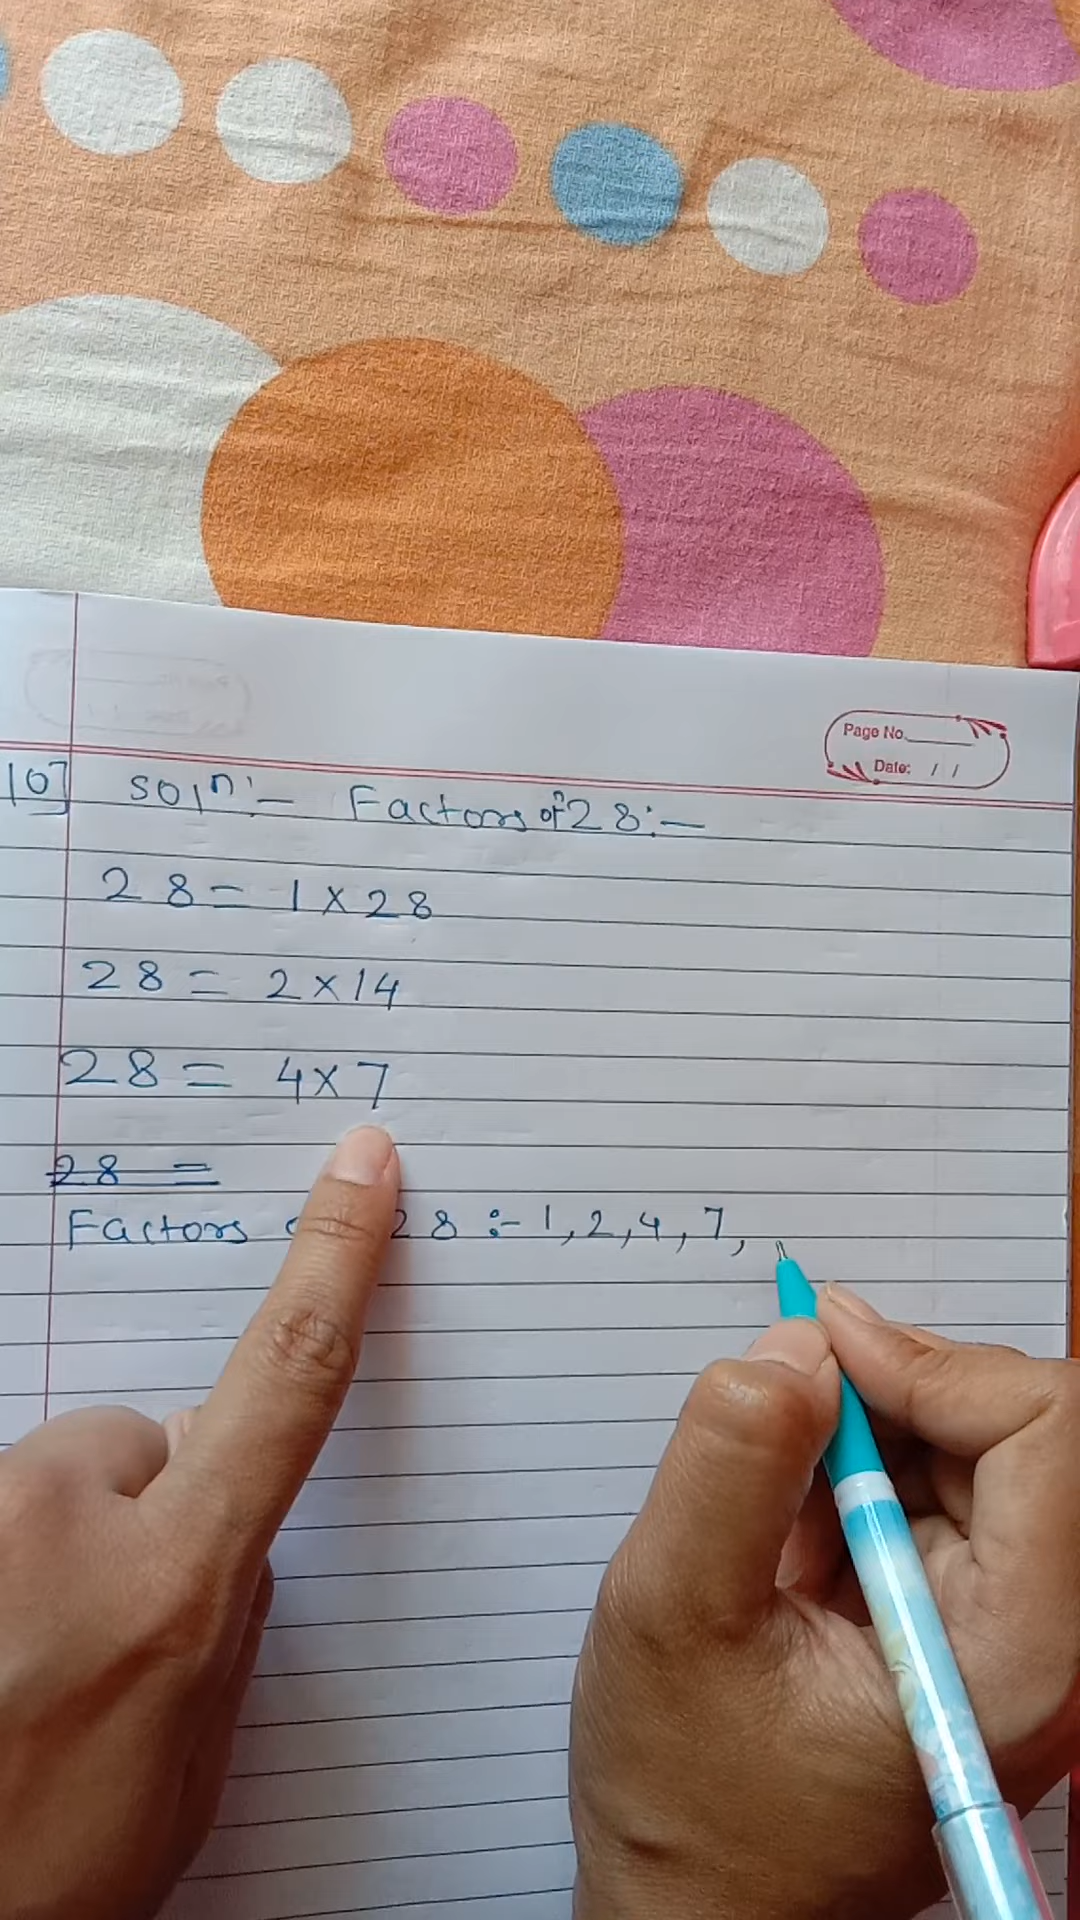 Page No.
Date: / /
10] Soln:- Factors of 28:-
28 = 1 × 28
28 = 2 × 14
28 = 4 × 7
28 =
Factors 28 :- 1, 2, 4, 7,